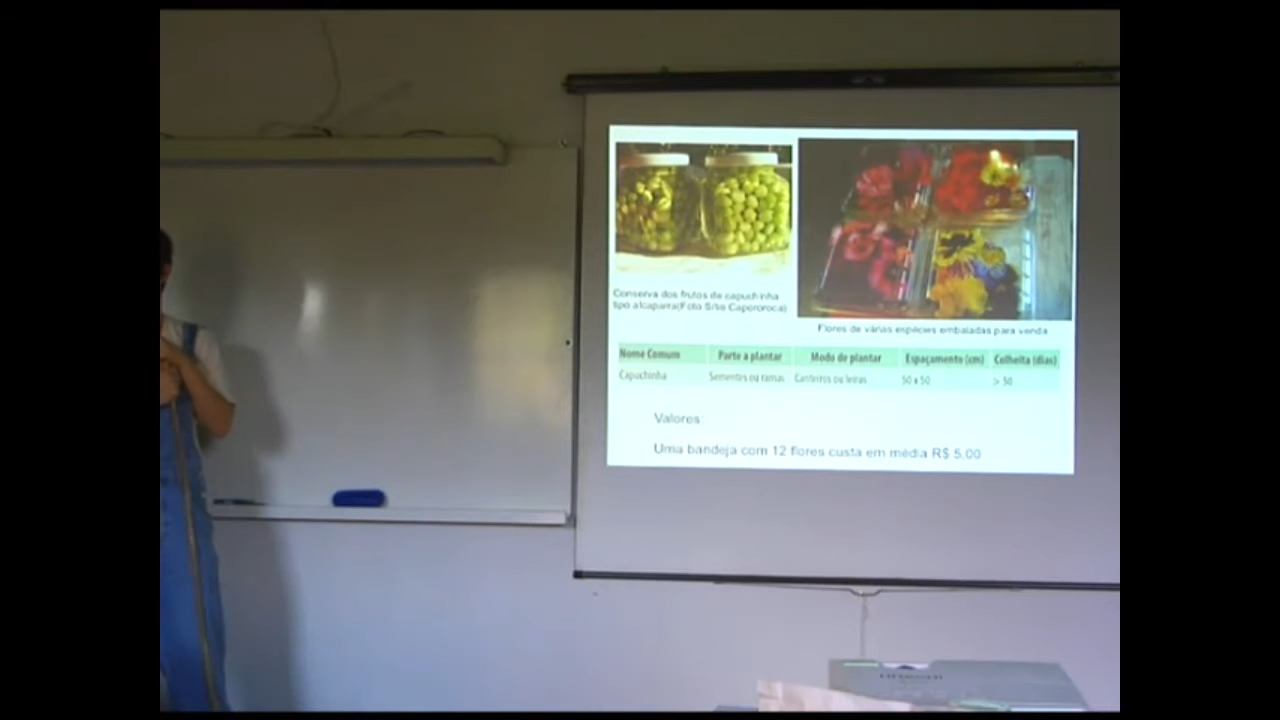 Conserva dos frutos de capuchinha
tipo alcaparra(Foto Sítio Capororoca)
Flores de várias espécies embaladas para venda
Nome Comum Parte a plantar Modo de plantar Espaçamento (cm) Colheita (dias)
Capuchinha Sementes ou ramas Canteiros ou leiras 50 x 50 > 50
Valores
Uma bandeja com 12 flores custa em média R$ 5,00